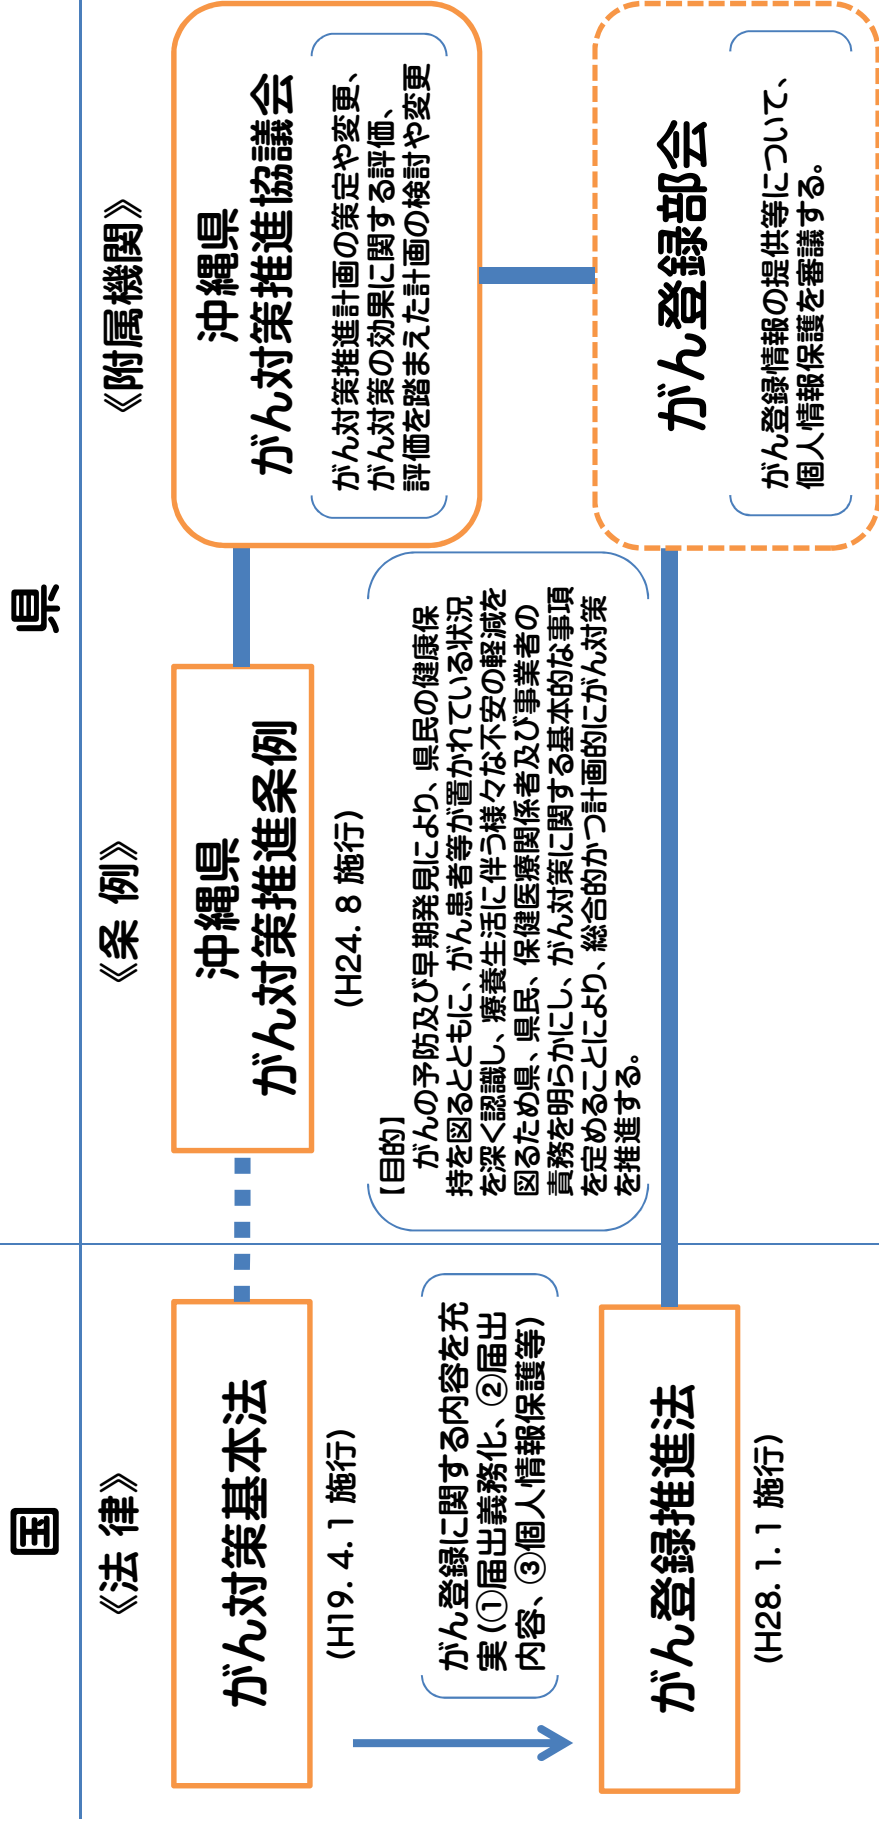 国
県
《法 律》
《条 例》
《附属機関》
がん対策基本法
(H19. 4. 1 施行)
がん登録に関する内容を充
実(①届出義務化、②届出
内容、③個人情報保護等)
がん登録推進法
(H28. 1. 1 施行)
沖縄県
がん対策推進条例
(H24. 8 施行)
【目的】
がんの予防及び早期発見により、県民の健康保
持を図るとともに、がん患者等が置かれている状況
を深く認識し、療養生活に伴う様々な不安の軽減を
図るため県、県民、保健医療関係者及び事業者の
責務を明らかにし、がん対策に関する基本的な事項
を定めることにより、総合的かつ計画的にがん対策
を推進する。
沖縄県
がん対策推進協議会
がん対策推進計画の策定や変更、
がん対策の効果に関する評価、
評価を踏まえた計画の検討や変更
がん登録部会
がん登録情報の提供等について、
個人情報保護を審議する。